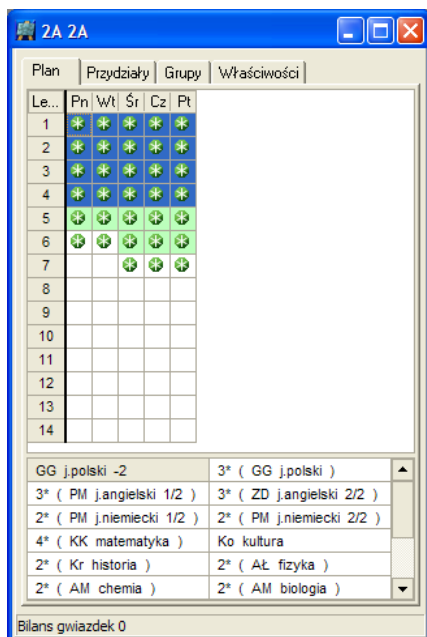 2A 2A
Plan Przydziały Grupy Właściwości
Le... Pn Wt Śr Cz Pt
1
2
3
4
5
6
7
8
9
10
11
12
13
14
GG j.polski -2 3* ( GG j.polski )
3* ( PM j.angielski 1/2 ) 3* ( ZD j.angielski 2/2 )
2* ( PM j.niemiecki 1/2 ) 2* ( PM j.niemiecki 2/2 )
4* ( KK matematyka ) Ko kultura
2* ( Kr historia ) 2* ( AŁ fizyka )
2* ( AM chemia ) 2* ( AM biologia )
Bilans gwiazdek 0